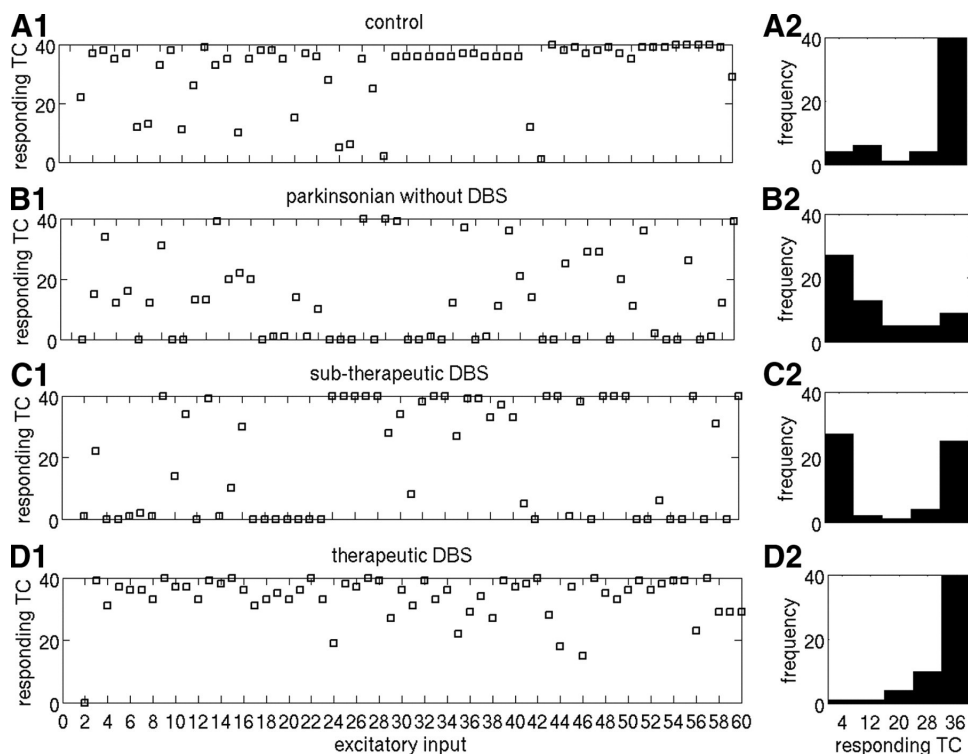 A1 control A2
40 40
responding TC frequency
20 20
0 0
B1 parkinsonian without DBS B2
40 40
responding TC frequency
20 20
0 0
C1 sub-therapeutic DBS C2
40 40
responding TC frequency
20 20
0 0
D1 therapeutic DBS D2
40 40
responding TC frequency
20 20
0 0
0 2 4 6 8 10 12 14 16 18 20 22 24 26 28 30 32 34 36 38 40 42 44 46 48 50 52 54 56 58 60 4 12 20 28 36
excitatory input responding TC